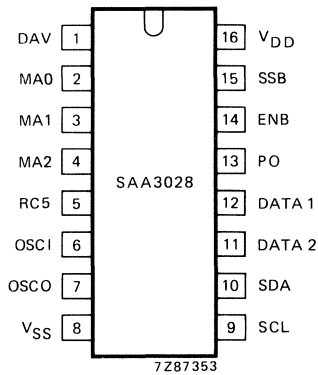 DAV 1 16 VDD
MA0 2 15 SSB
MA1 3 14 ENB
MA2 4 13 PO
SAA3028
RC5 5 12 DATA 1
OSCI 6 11 DATA 2
OSCO 7 10 SDA
VSS 8 9 SCL
7Z87353